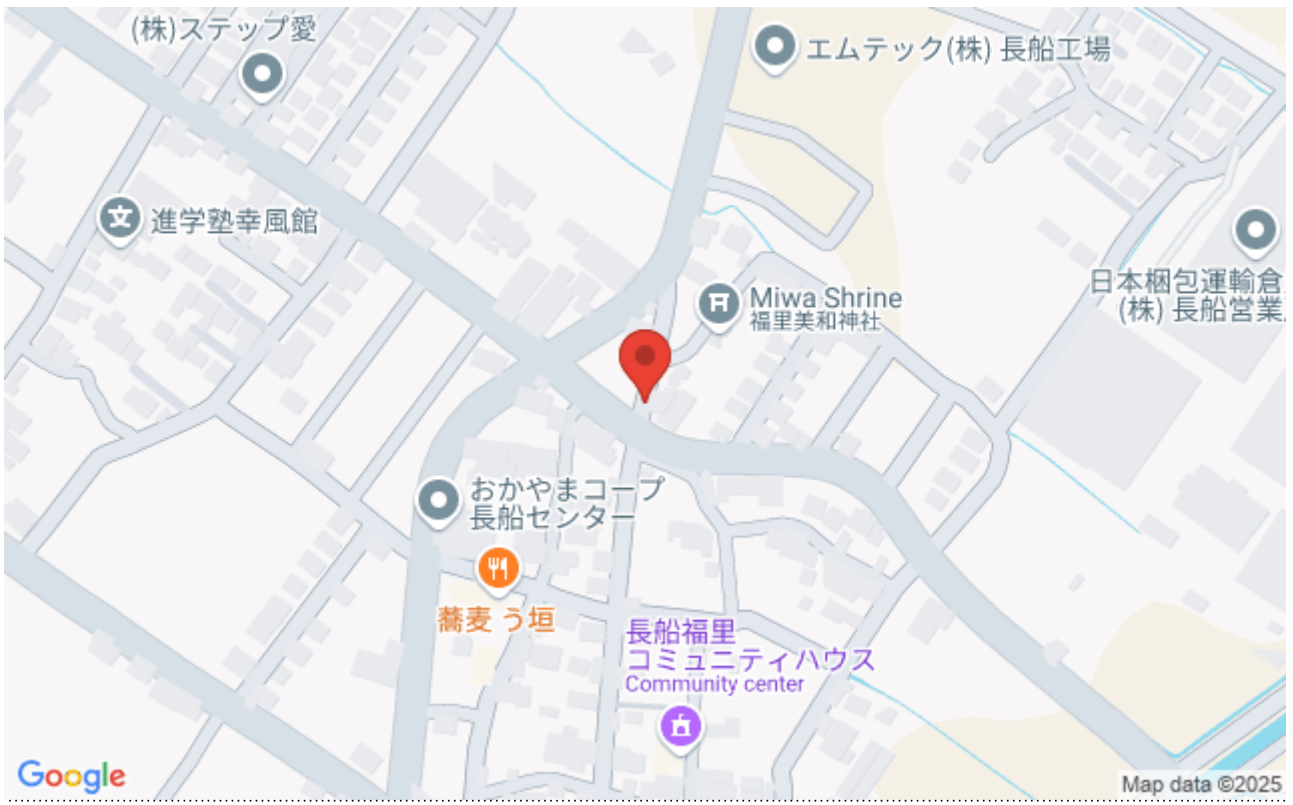 (株)ステップ愛
エムテック(株) 長船工場
進学塾幸風館
Miwa Shrine
福里美和神社
日本梱包運輸倉
(株) 長船営業
おかやまコープ
長船センター
蕎麦 う垣
長船福里
コミュニティハウス
Community center
Google
Map data ©2025